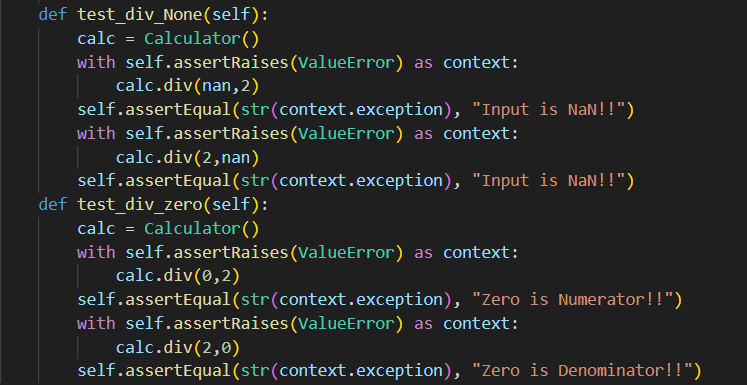 def test_div_None(self):
    calc = Calculator()
    with self.assertRaises(ValueError) as context:
        calc.div(nan,2)
    self.assertEqual(str(context.exception), "Input is NaN!!")
    with self.assertRaises(ValueError) as context:
        calc.div(2,nan)
    self.assertEqual(str(context.exception), "Input is NaN!!")
def test_div_zero(self):
    calc = Calculator()
    with self.assertRaises(ValueError) as context:
        calc.div(0,2)
    self.assertEqual(str(context.exception), "Zero is Numerator!!")
    with self.assertRaises(ValueError) as context:
        calc.div(2,0)
    self.assertEqual(str(context.exception), "Zero is Denominator!!")